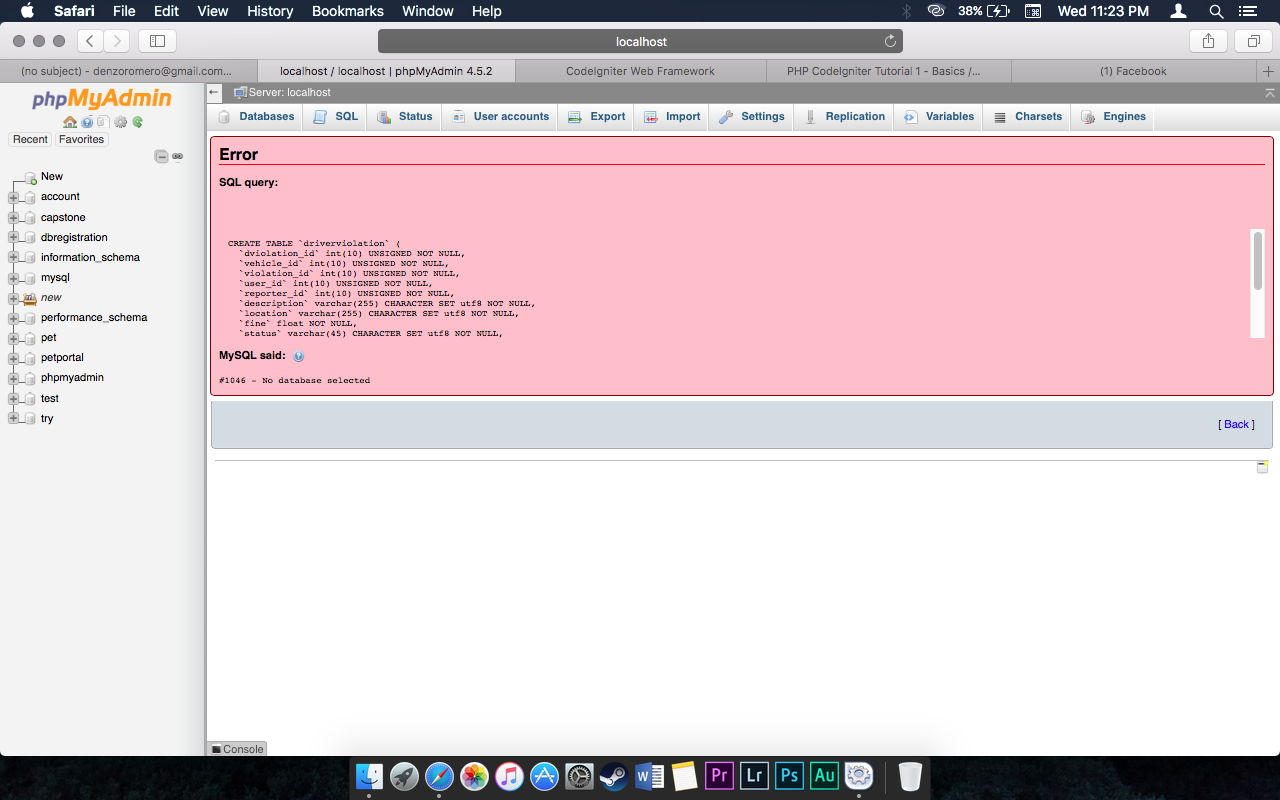 Safari File Edit View History Bookmarks Window Help 38% Wed 11:23 PM
localhost
(no subject) - denzoromero@gmail.com... localhost / localhost | phpMyAdmin 4.5.2 CodeIgniter Web Framework PHP CodeIgniter Tutorial 1 - Basics /... (1) Facebook
phpMyAdmin
Recent Favorites
New
account
capstone
dbregistration
information_schema
mysql
new
performance_schema
pet
petportal
phpmyadmin
test
try
Server: localhost
Databases SQL Status User accounts Export Import Settings Replication Variables Charsets Engines
Error
SQL query:
CREATE TABLE `driverviolation` (
`dviolation_id` int(10) UNSIGNED NOT NULL,
`vehicle_id` int(10) UNSIGNED NOT NULL,
`violation_id` int(10) UNSIGNED NOT NULL,
`user_id` int(10) UNSIGNED NOT NULL,
`reporter_id` int(10) UNSIGNED NOT NULL,
`description` varchar(255) CHARACTER SET utf8 NOT NULL,
`location` varchar(255) CHARACTER SET utf8 NOT NULL,
`fine` float NOT NULL,
`status` varchar(45) CHARACTER SET utf8 NOT NULL,
MySQL said:
#1046 - No database selected
[ Back ]
Console
W Pr Lr Ps Au